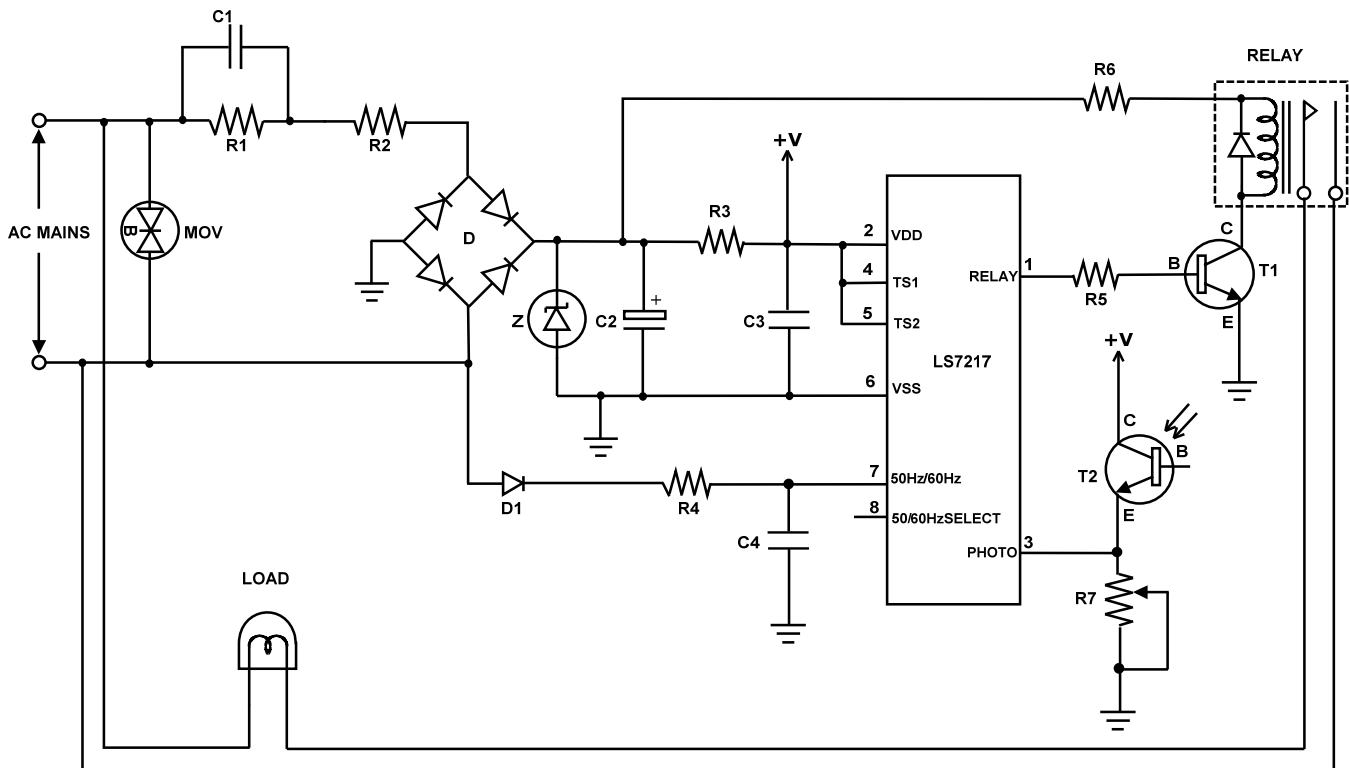 C1
RELAY
R6
R1
R2
+V
AC MAINS
B
MOV
D
R3
2
VDD
C
4
TS1
RELAY
1
B
T1
R5
Z
C2
+
C3
5
TS2
E
+V
LS7217
6
VSS
C
B
7
50Hz/60Hz
T2
D1
R4
8
50/60HzSELECT
E
C4
PHOTO
3
LOAD
R7